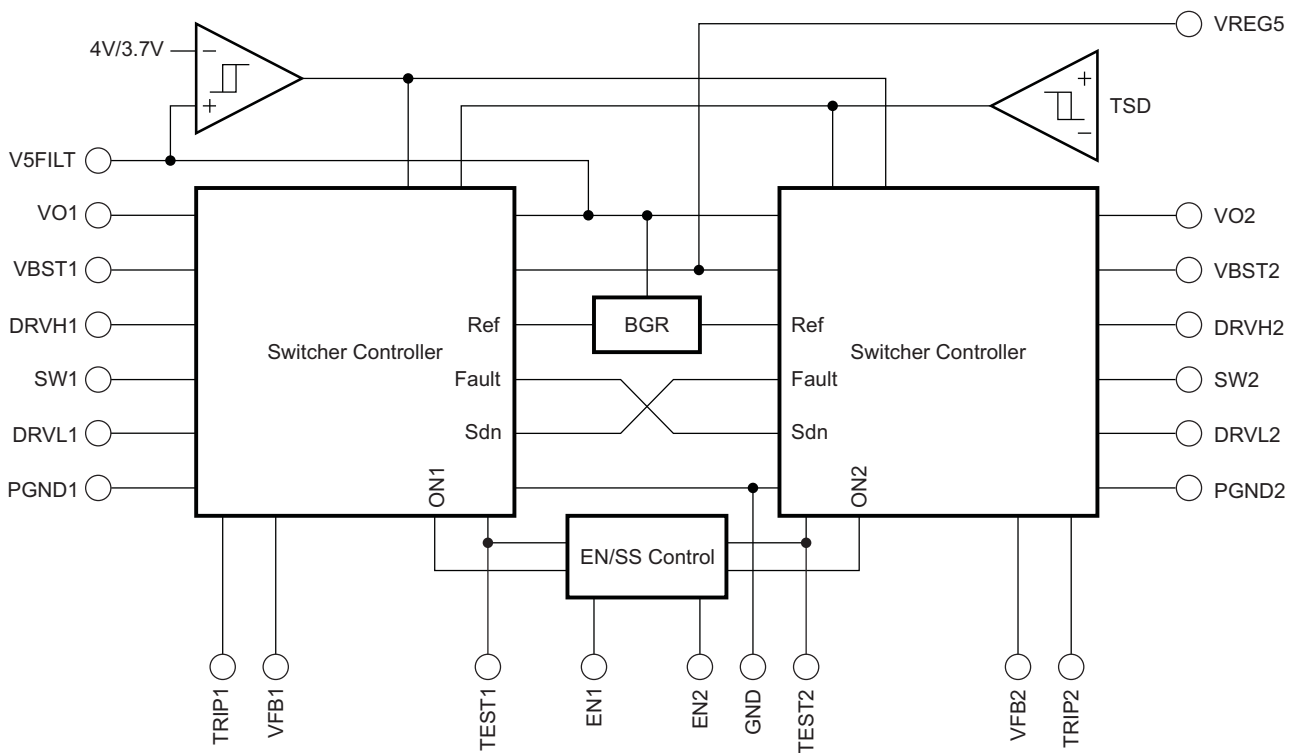 VREG5
4V/3.7V
−
+
+
−
TSD
V5FILT
VO1
VO2
VBST1
VBST2
DRVH1
Ref
BGR
Ref
DRVH2
Switcher Controller
Switcher Controller
SW1
Fault
Fault
SW2
DRVL1
Sdn
Sdn
DRVL2
PGND1
ON1
ON2
PGND2
EN/SS Control
TRIP1
VFB1
TEST1
EN1
EN2
GND
TEST2
VFB2
TRIP2